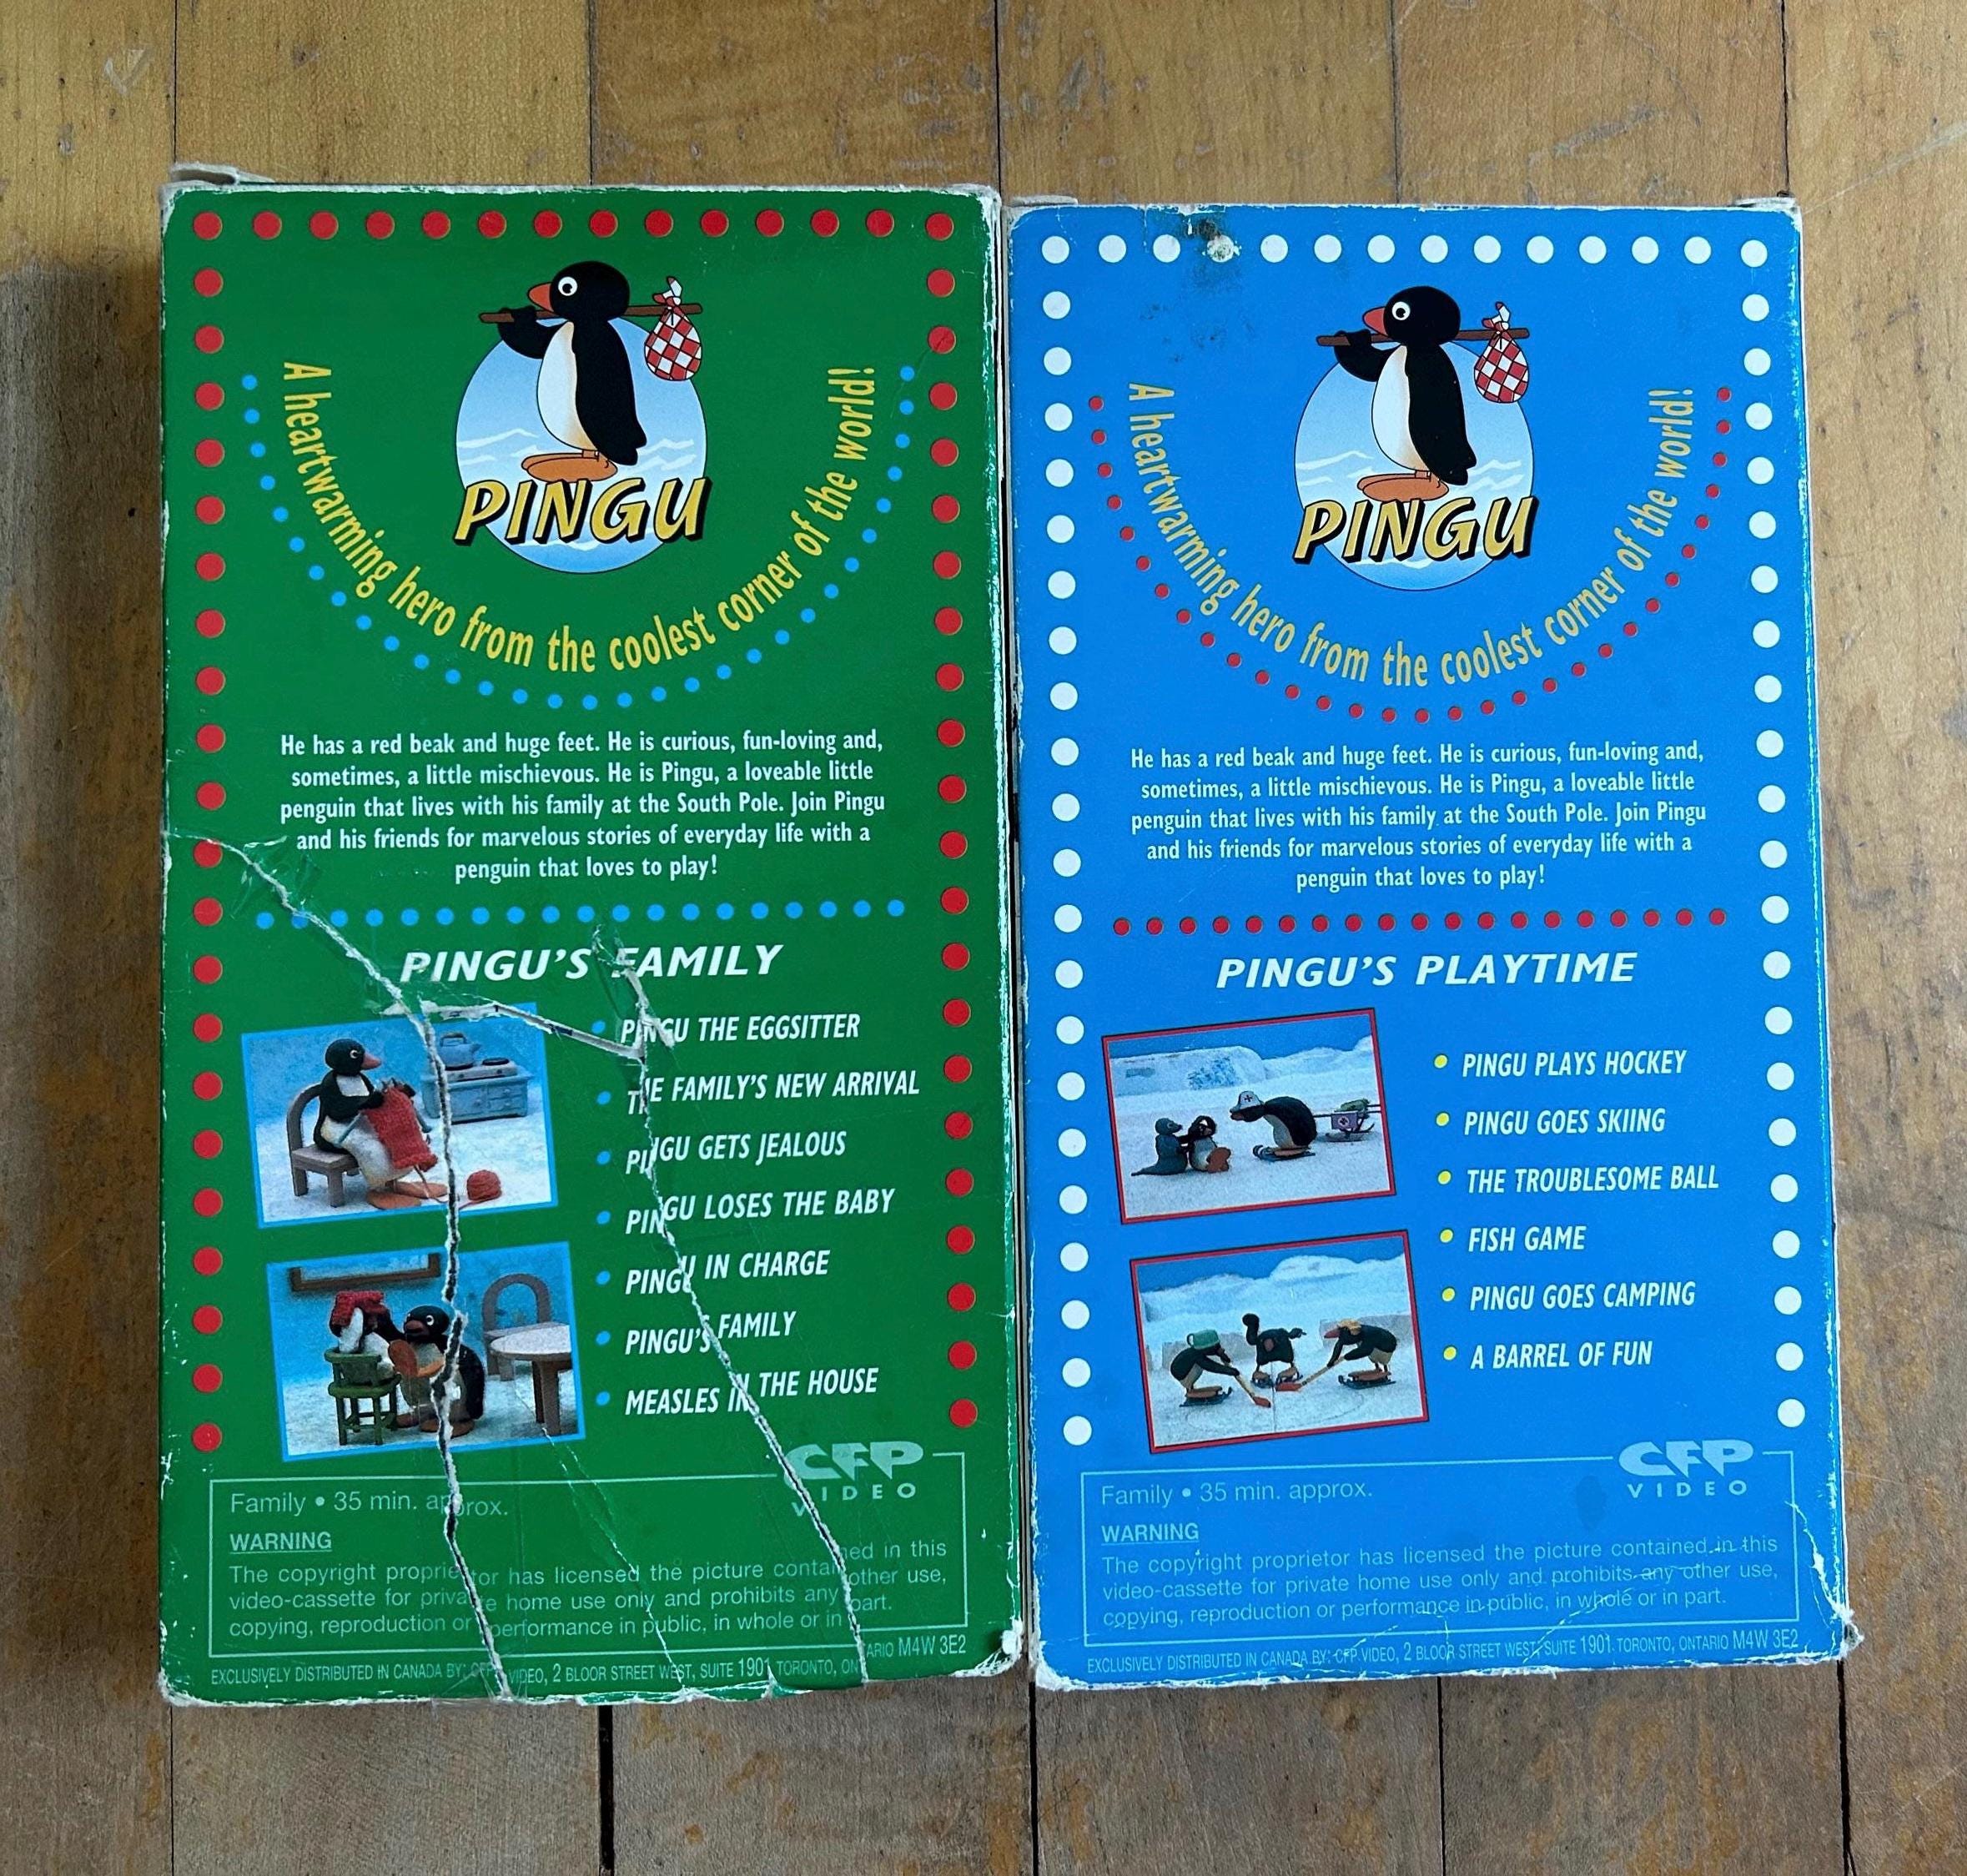 A heartwarming hero from the coolest corner of the world!
PINGU
He has a red beak and huge feet. He is curious, fun-loving and,
sometimes, a little mischievous. He is Pingu, a loveable little
penguin that lives with his family at the South Pole. Join Pingu
and his friends for marvelous stories of everyday life with a
penguin that loves to play!
PINGU'S FAMILY
• PINGU THE EGGSITTER
• THE FAMILY'S NEW ARRIVAL
• PINGU GETS JEALOUS
• PINGU LOSES THE BABY
• PINGU IN CHARGE
• PINGU'S FAMILY
• MEASLES IN THE HOUSE
CFP
VIDEO
Family • 35 min. approx.
WARNING
The copyright proprietor has licensed the picture contained in this
video-cassette for private home use only and prohibits any other use,
copying, reproduction or performance in public, in whole or in part.
EXCLUSIVELY DISTRIBUTED IN CANADA BY: CFP VIDEO, 2 BLOOR STREET WEST, SUITE 1901 TORONTO, ONTARIO M4W 3E2
A heartwarming hero from the coolest corner of the world!
PINGU
He has a red beak and huge feet. He is curious, fun-loving and,
sometimes, a little mischievous. He is Pingu, a loveable little
penguin that lives with his family at the South Pole. Join Pingu
and his friends for marvelous stories of everyday life with a
penguin that loves to play!
PINGU'S PLAYTIME
• PINGU PLAYS HOCKEY
• PINGU GOES SKIING
• THE TROUBLESOME BALL
• FISH GAME
• PINGU GOES CAMPING
• A BARREL OF FUN
CFP
VIDEO
Family • 35 min. approx.
WARNING
The copyright proprietor has licensed the picture contained in this
video-cassette for private home use only and prohibits any other use,
copying, reproduction or performance in public, in whole or in part.
EXCLUSIVELY DISTRIBUTED IN CANADA BY: CFP VIDEO, 2 BLOOR STREET WEST, SUITE 1901 TORONTO, ONTARIO M4W 3E2